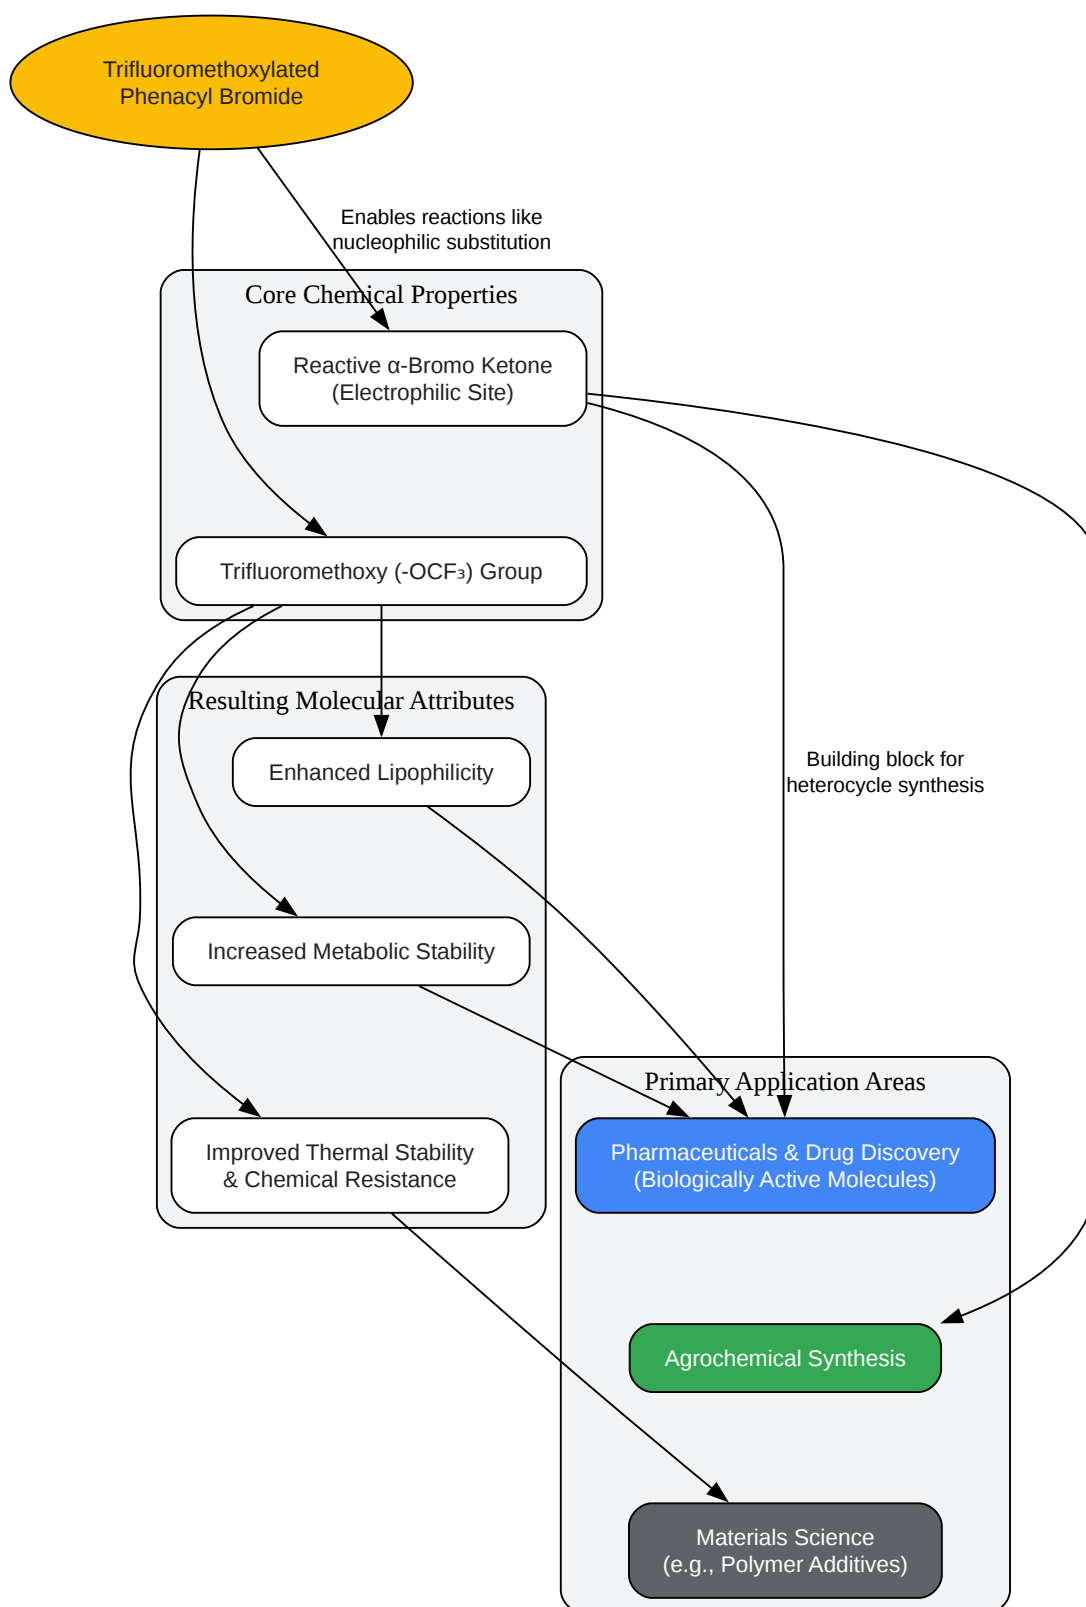 Trifluoromethoxylated
Phenacyl Bromide
Enables reactions like
nucleophilic substitution
Core Chemical Properties
Reactive α-Bromo Ketone
(Electrophilic Site)
Trifluoromethoxy (-OCF₃) Group
Resulting Molecular Attributes
Enhanced Lipophilicity
Building block for
heterocycle synthesis
Increased Metabolic Stability
Primary Application Areas
Improved Thermal Stability
& Chemical Resistance
Pharmaceuticals & Drug Discovery
(Biologically Active Molecules)
Agrochemical Synthesis
Materials Science
(e.g., Polymer Additives)